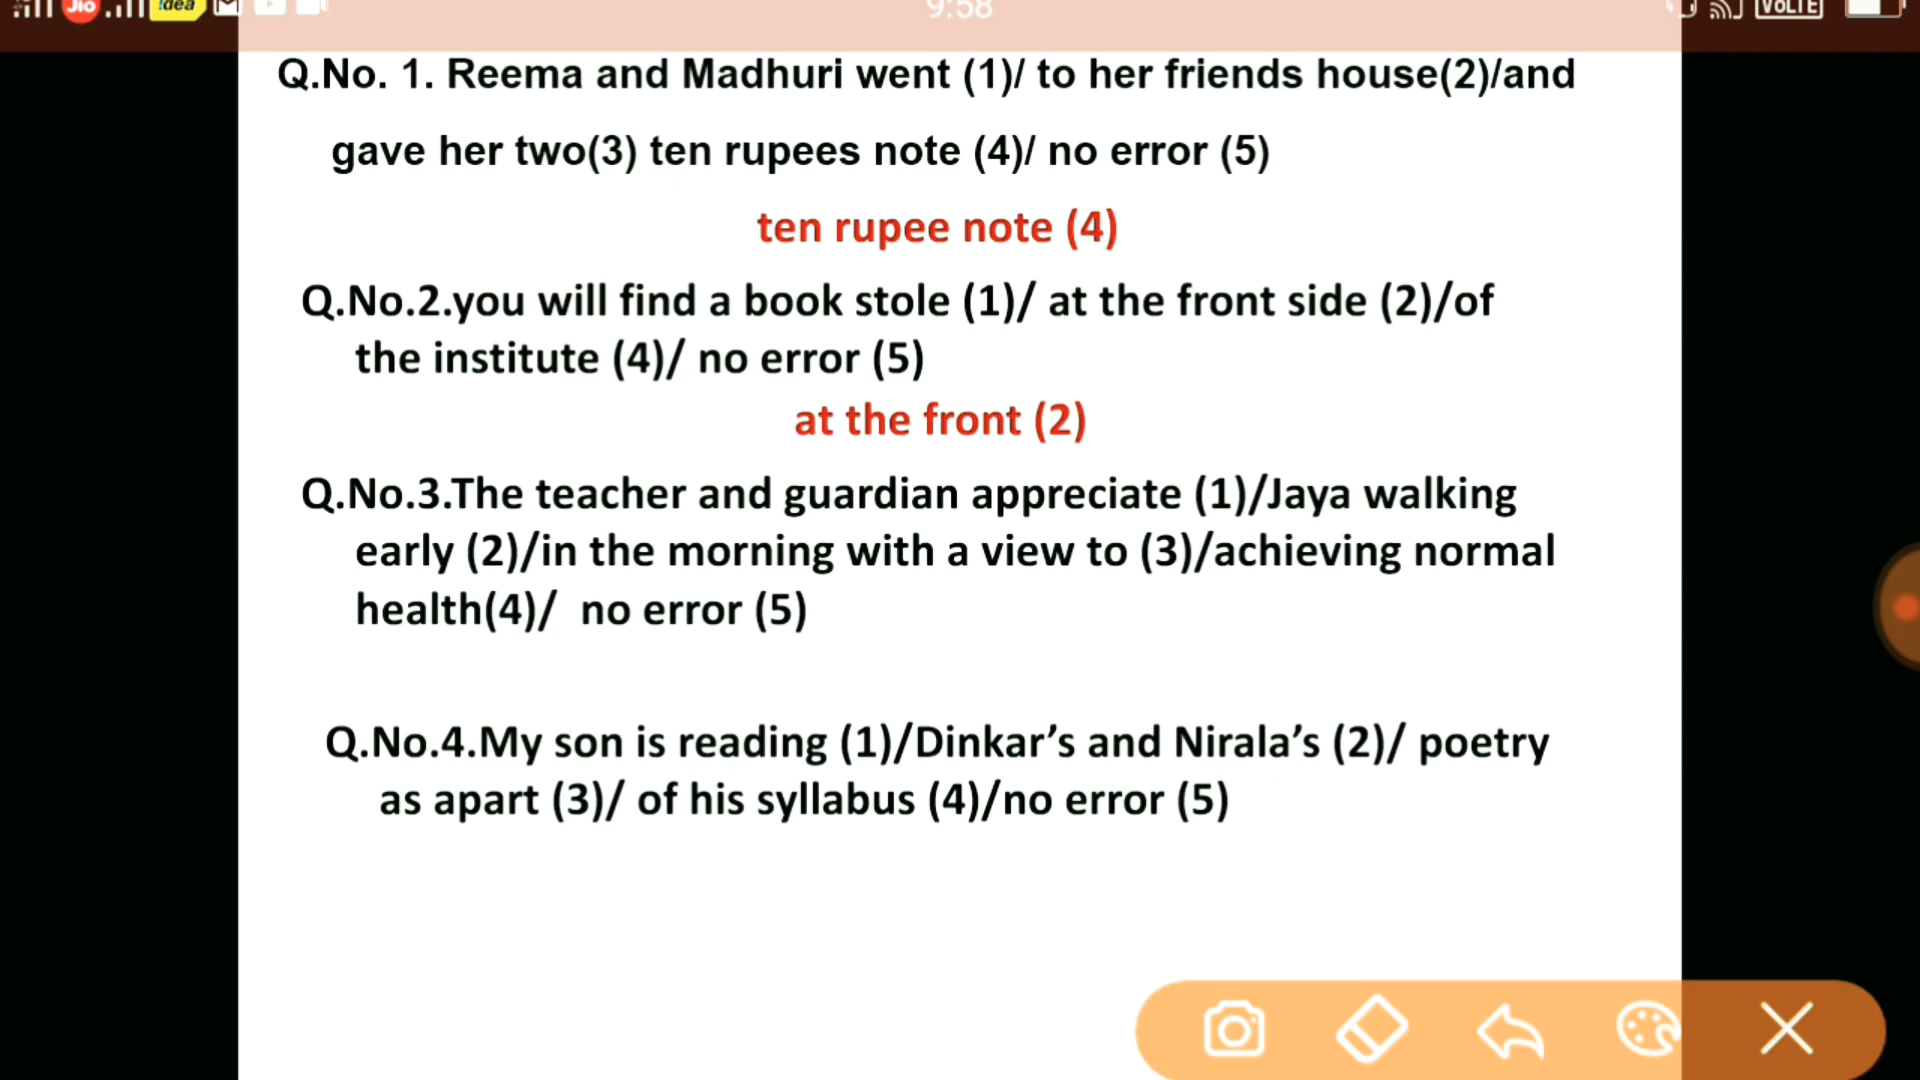 Jio
Idea
9:58
VoLTE
Q.No. 1. Reema and Madhuri went (1)/ to her friends house(2)/and
gave her two(3) ten rupees note (4)/ no error (5)
ten rupee note (4)
Q.No.2.you will find a book stole (1)/ at the front side (2)/of
the institute (4)/ no error (5)
at the front (2)
Q.No.3.The teacher and guardian appreciate (1)/Jaya walking
early (2)/in the morning with a view to (3)/achieving normal
health(4)/ no error (5)
Q.No.4.My son is reading (1)/Dinkar’s and Nirala’s (2)/ poetry
as apart (3)/ of his syllabus (4)/no error (5)